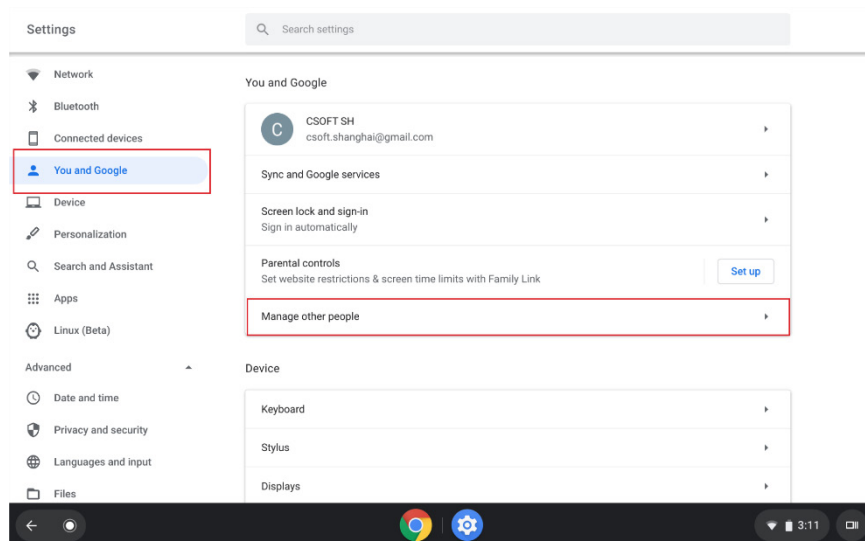 Settings
Search settings
Network
Bluetooth
Connected devices
You and Google
Device
Personalization
Search and Assistant
Apps
Linux (Beta)
Advanced
Date and time
Privacy and security
Languages and input
Files
You and Google
C
CSOFT SH
csoft.shanghai@gmail.com
Sync and Google services
Screen lock and sign-in
Sign in automatically
Parental controls
Set website restrictions & screen time limits with Family Link
Set up
Manage other people
Device
Keyboard
Stylus
Displays
3:11